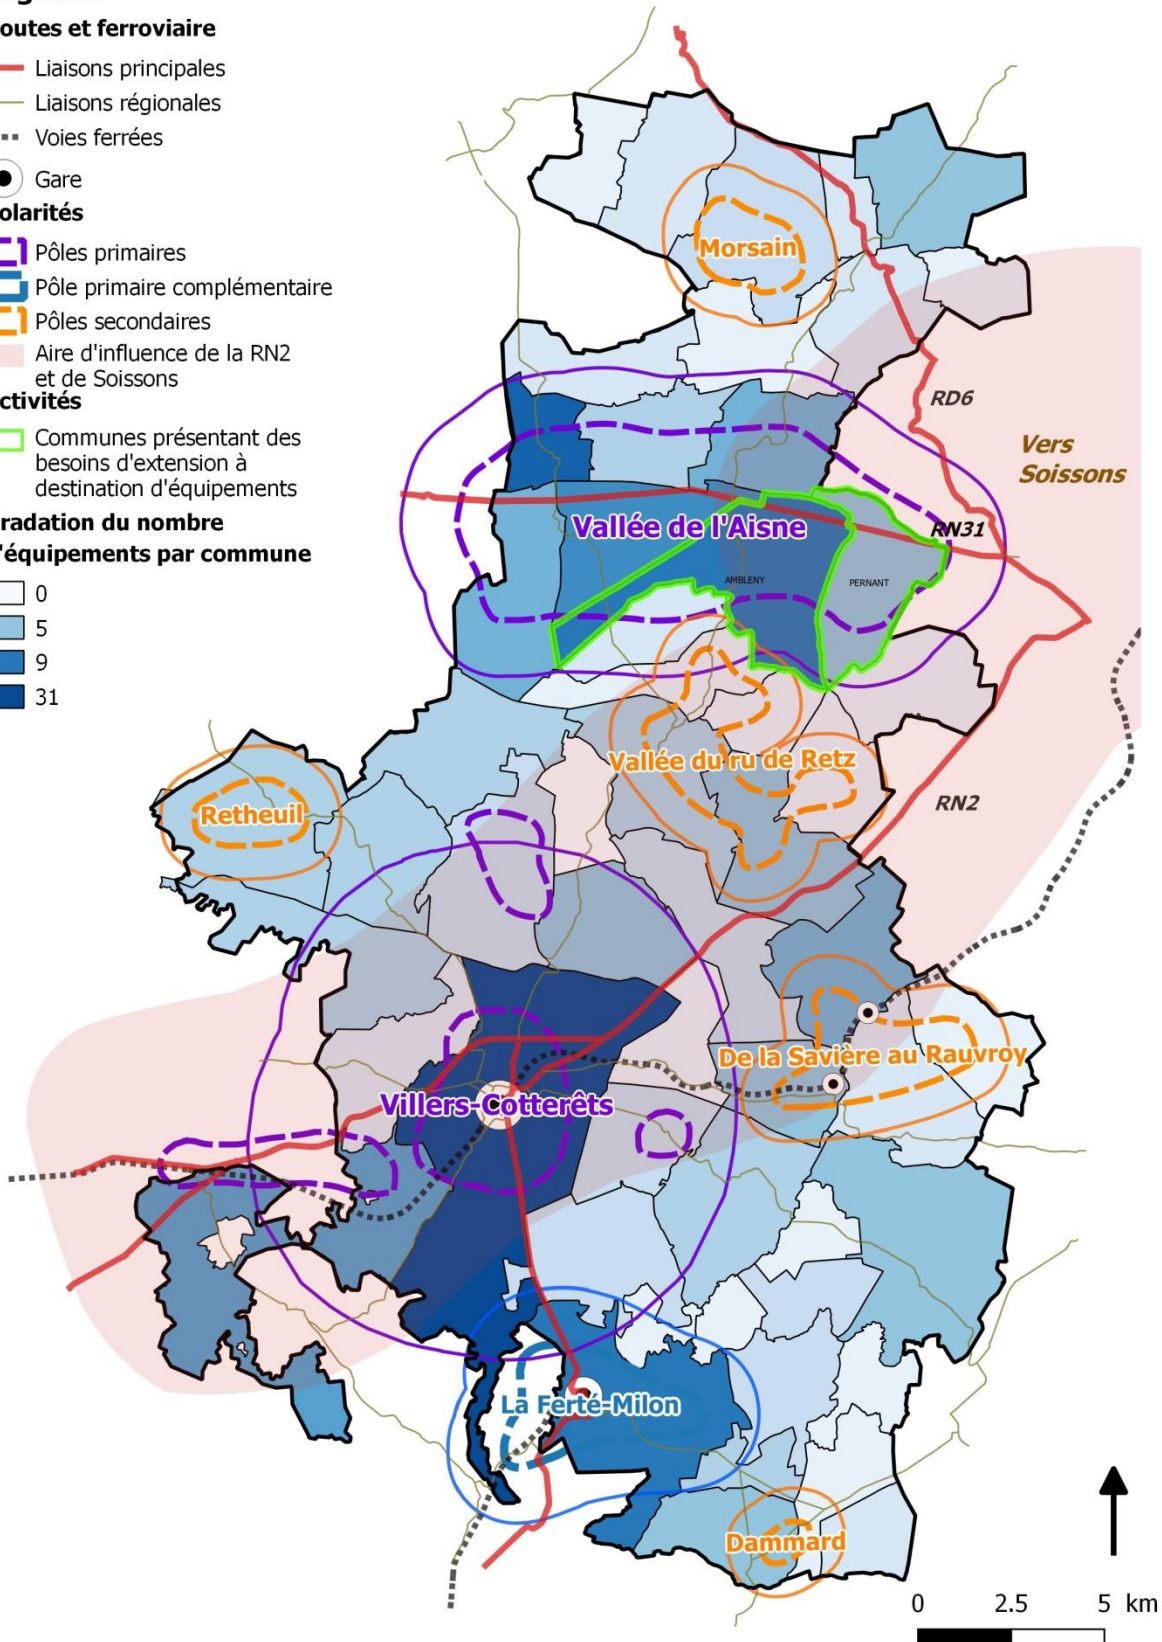 outes et ferroviaire
Liaisons principales
Liaisons régionales
Voies ferrées
Gare
olarités
Pôles primaires
Pôle primaire complémentaire
Pôles secondaires
Aire d'influence de la RN2
et de Soissons
ctivités
Communes présentant des
besoins d'extension à
destination d'équipements
radation du nombre
'équipements par commune
0
5
9
31
Morsain
RD6
Vers
Soissons
Vallée de l'Aisne
RN31
AMBLENY
PERNANT
Vallée du ru de Retz
RN2
Retheuil
De la Savière au Rauvroy
Villers-Cotterêts
La Ferté-Milon
Dammard
0 2.5 5 km